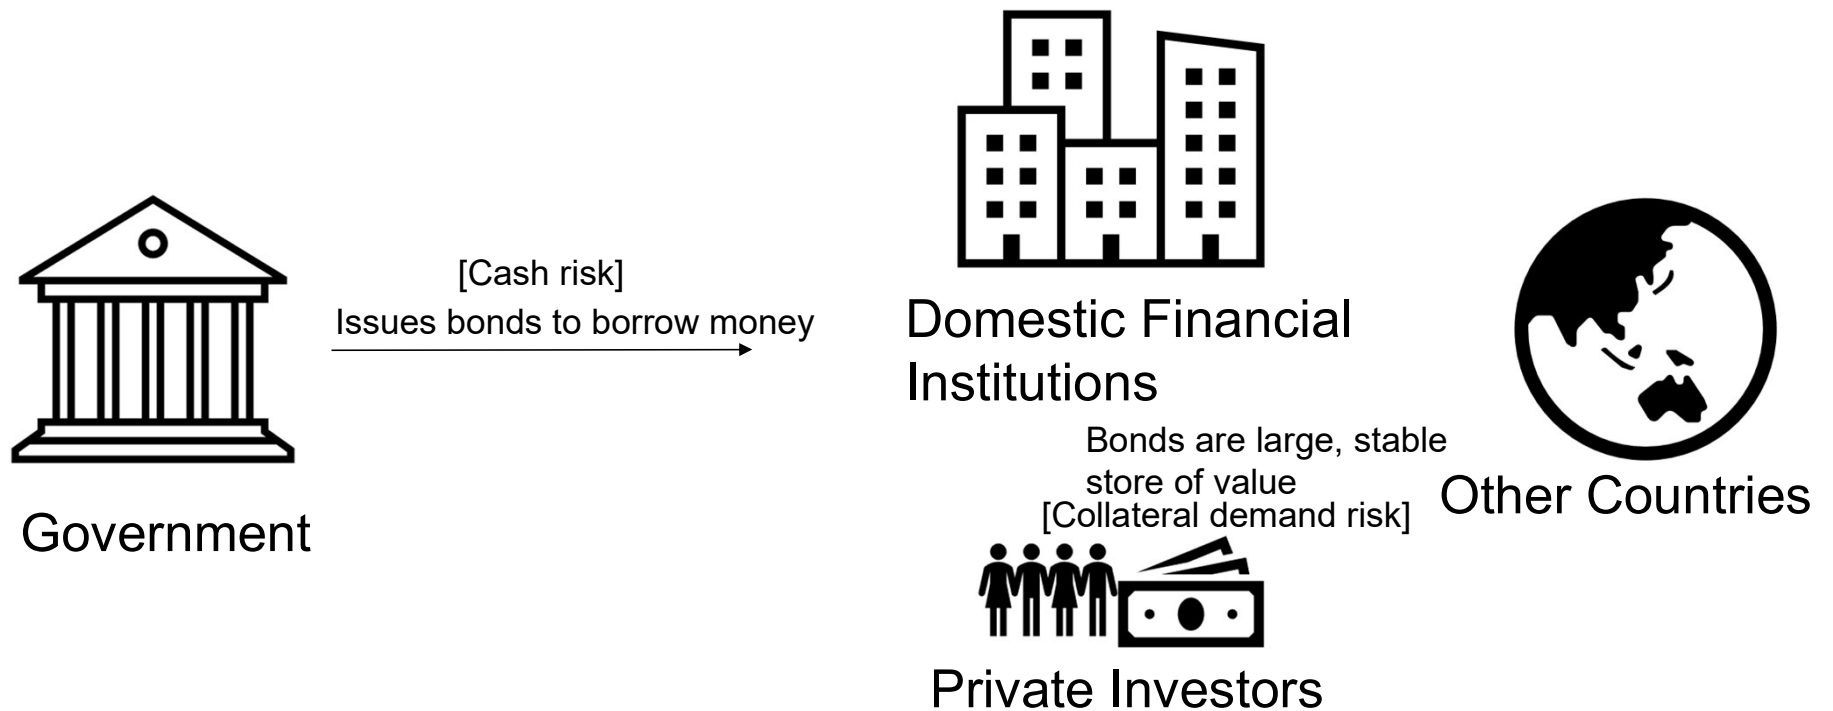 [Cash risk]
Issues bonds to borrow money
Government
Domestic Financial
Institutions
Bonds are large, stable
store of value
[Collateral demand risk]
Other Countries
Private Investors